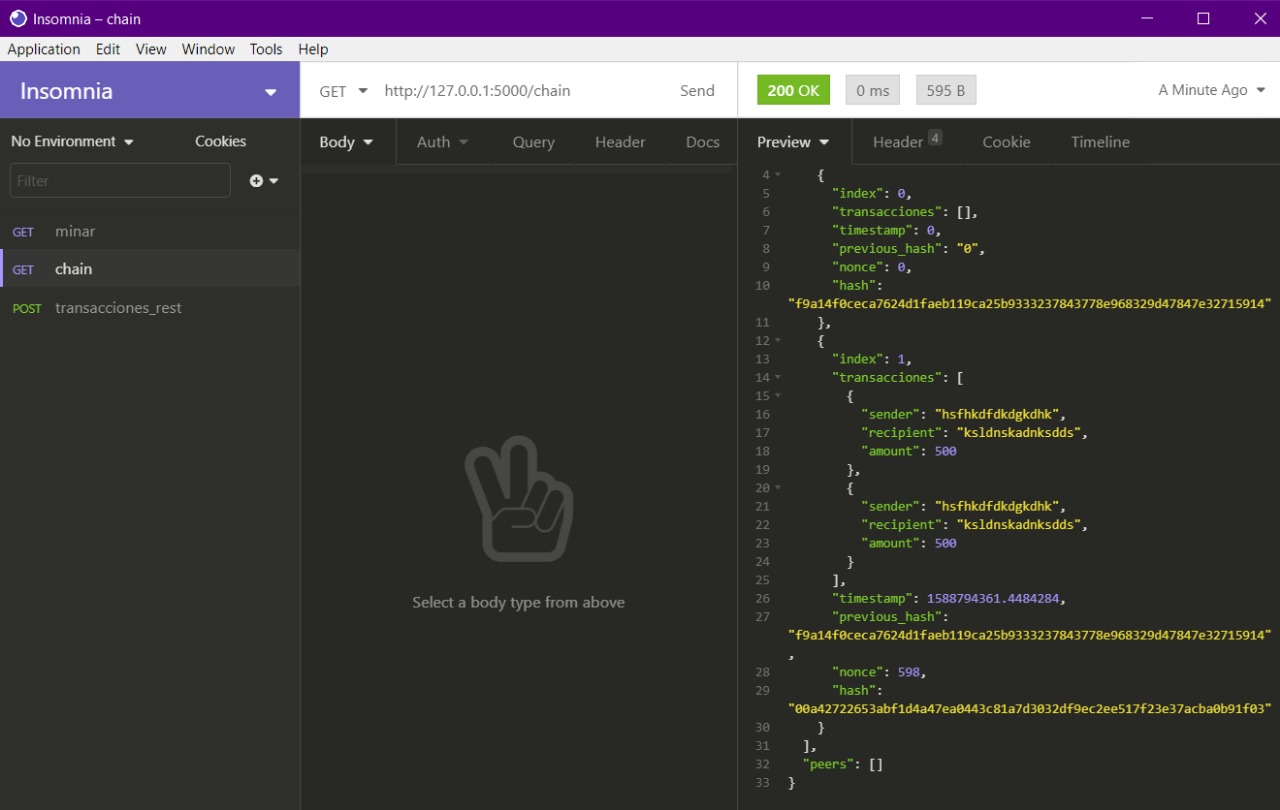 Insomnia – chain
Application Edit View Window Tools Help
Insomnia
GET http://127.0.0.1:5000/chain Send
200 OK 0 ms 595 B A Minute Ago
No Environment Cookies
Body Auth Query Header Docs
Preview Header 4 Cookie Timeline
Filter
GET minar
GET chain
POST transacciones_rest
Select a body type from above
4 {
5 "index": 0,
6 "transacciones": [],
7 "timestamp": 0,
8 "previous_hash": "0",
9 "nonce": 0,
10 "hash":
"f9a14f0ceca7624d1faeb119ca25b9333237843778e968329d47847e32715914"
11 },
12 {
13 "index": 1,
14 "transacciones": [
15 {
16 "sender": "hsfhkdfdkdgkdhk",
17 "recipient": "ksldnskadnksdds",
18 "amount": 500
19 },
20 {
21 "sender": "hsfhkdfdkdgkdhk",
22 "recipient": "ksldnskadnksdds",
23 "amount": 500
24 }
25 ],
26 "timestamp": 1588794361.4484284,
27 "previous_hash":
"f9a14f0ceca7624d1faeb119ca25b9333237843778e968329d47847e32715914"
,
28 "nonce": 598,
29 "hash":
"00a42722653abf1d4a47ea0443c81a7d3032df9ec2ee517f23e37acba0b91f03"
30 }
31 ],
32 "peers": []
33 }